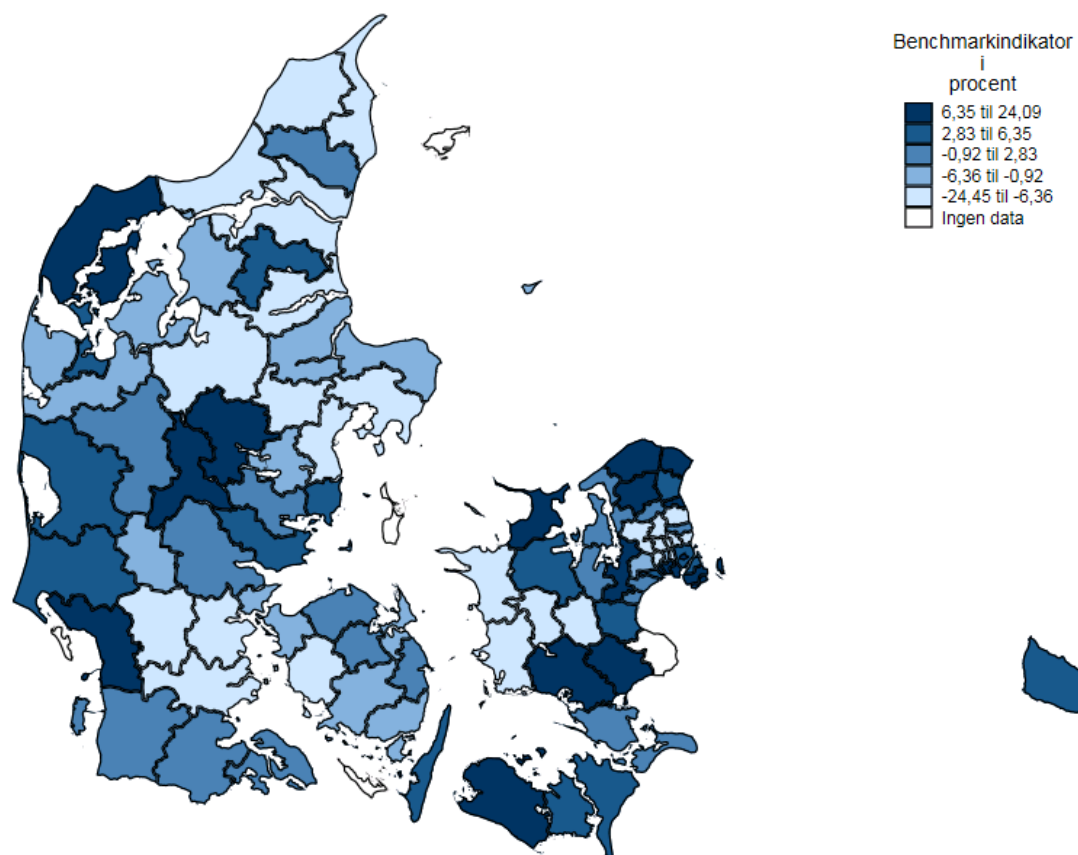 Benchmarkindikator
i
procent
6,35 til 24,09
2,83 til 6,35
-0,92 til 2,83
-6,36 til -0,92
-24,45 til -6,36
Ingen data